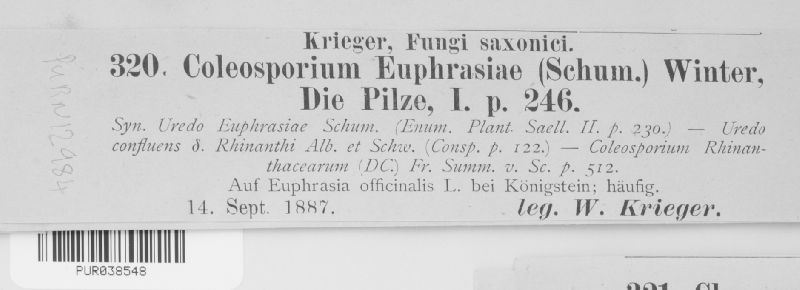 Krieger, Fungi saxonici.
320. Coleosporium Euphrasiae (Schum.) Winter,
Die Pilze, I. p. 246.
Syn. Uredo Euphrasiae Schum. (Enum. Plant. Saell. II. p. 230.) — Uredo
confluens δ. Rhinanthi Alb. et Schw. (Consp. p. 122.) — Coleosporium Rhinan-
thacearum (DC.) Fr. Summ. v. Sc. p. 512.
Auf Euphrasia officinalis L. bei Königstein; häufig.
14. Sept. 1887.
leg. W. Krieger.
PUR N12984
PUR038548